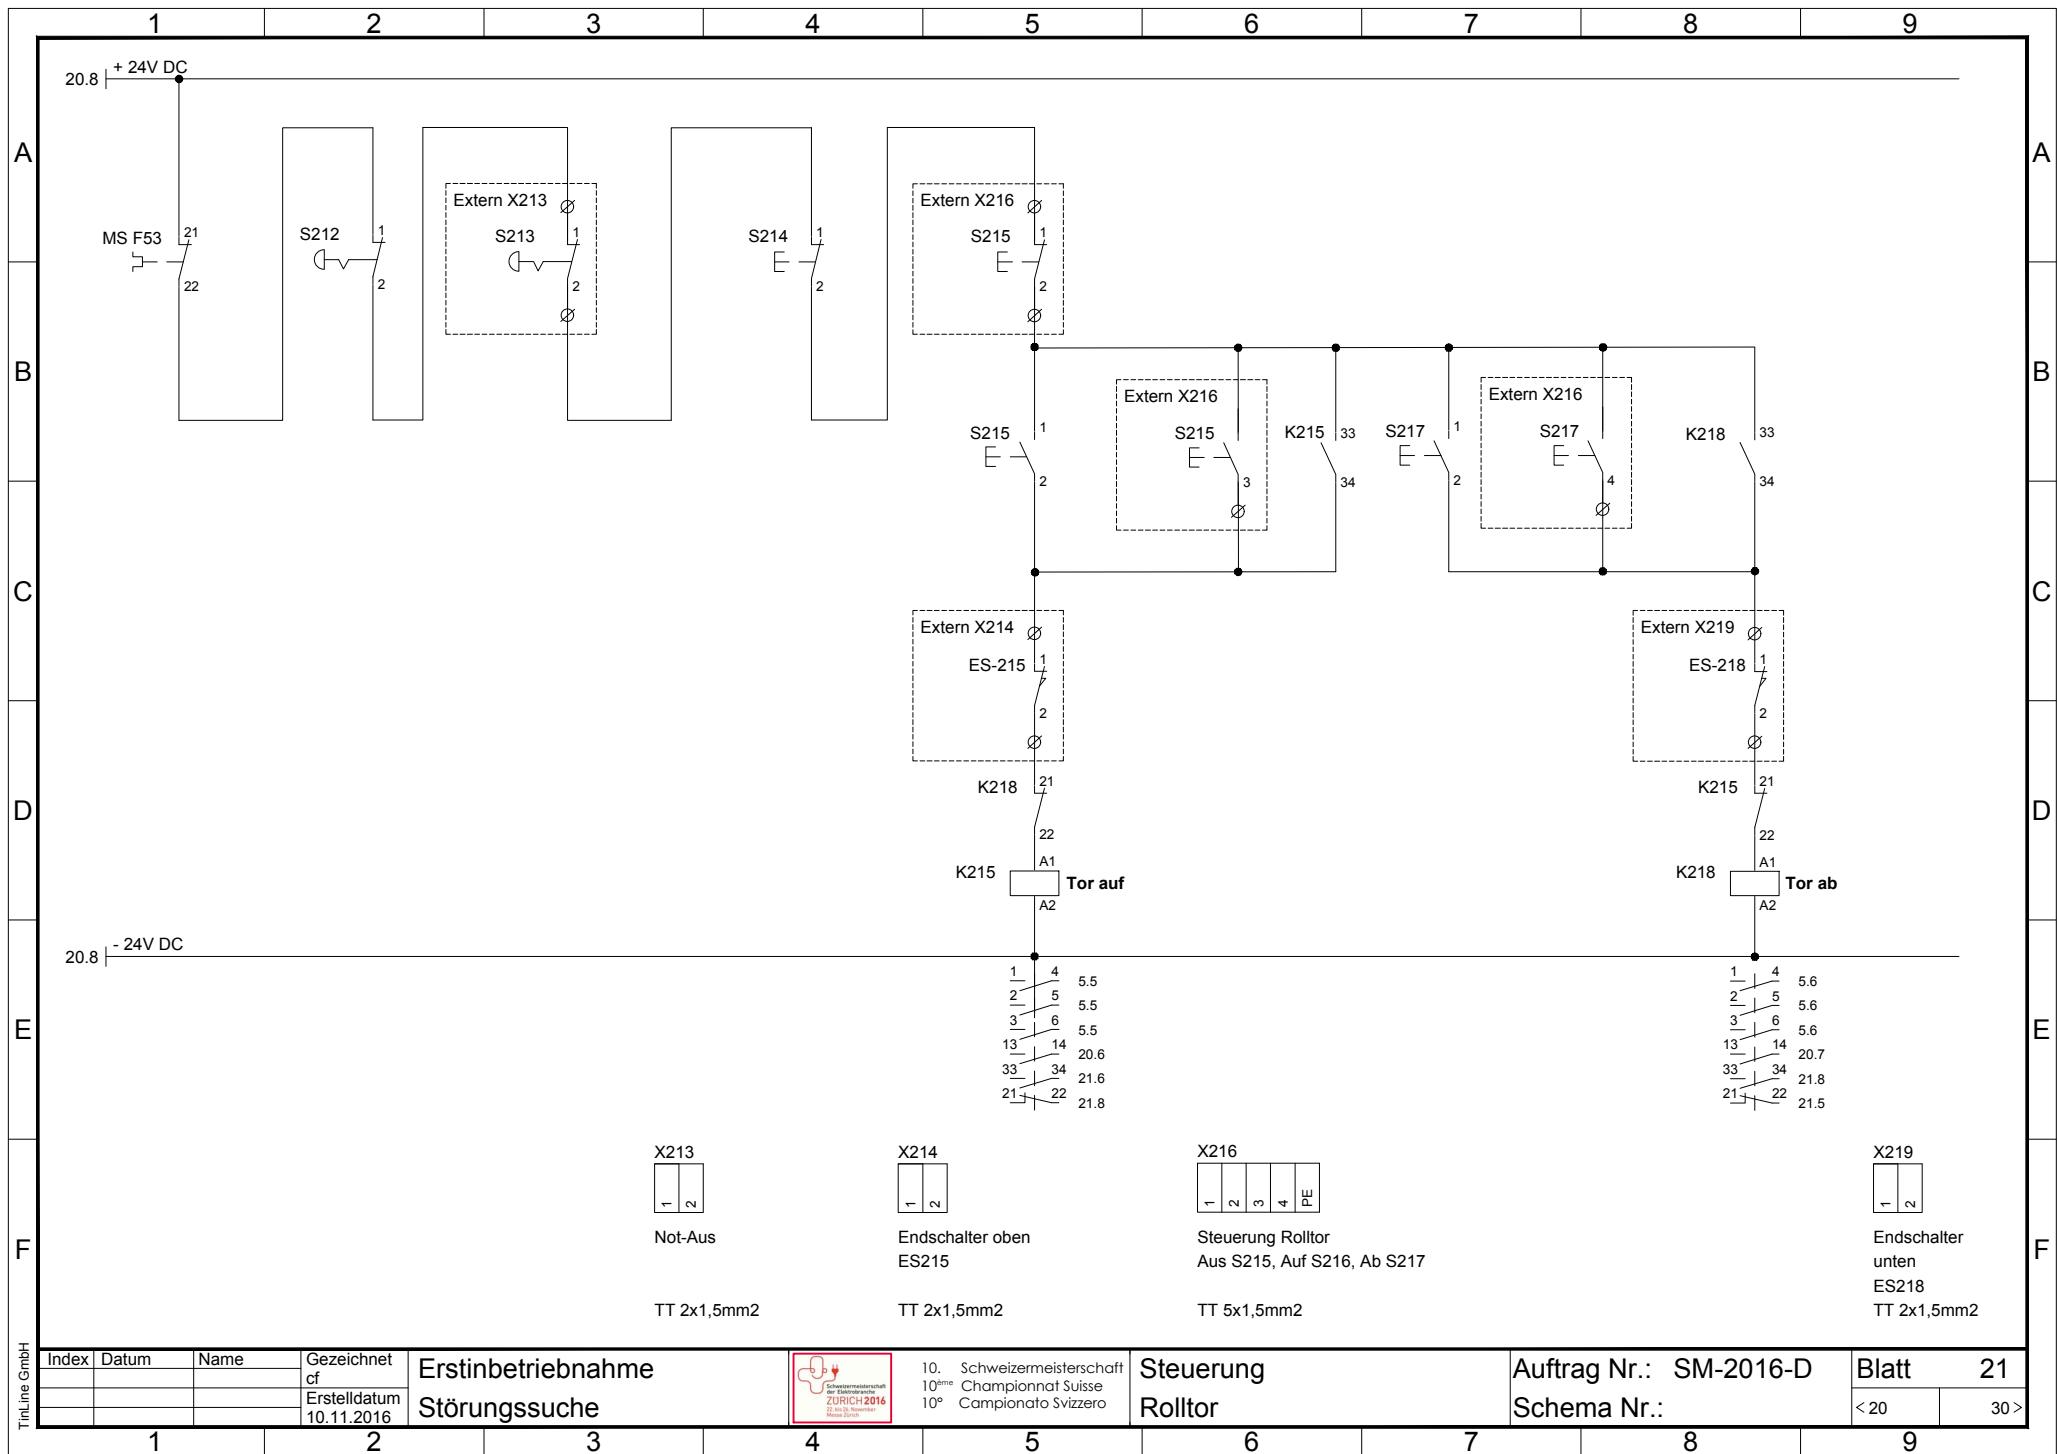 1 2 3 4 5 6 7 8 9
+ 24V DC
20.8
A A
Extern X213
Extern X216
MS F53 21
22
S212 1
2
S213 1
2
S214 1
2
S215 1
2
B B
Extern X216
Extern X216
S215 1
2
S215
3
K215 33
34
S217 1
2
S217
4
K218 33
34
C C
Extern X214
ES-215 1
2
Extern X219
ES-218 1
2
D D
K218 21
22
K215 21
22
K215 A1
Tor auf
A2
K218 A1
Tor ab
A2
- 24V DC
20.8
E E
1 4 5.5
2 5 5.5
3 6 5.5
13 14 20.6
33 34 21.6
21 22 21.8
1 4 5.6
2 5 5.6
3 6 5.6
13 14 20.7
33 34 21.8
21 22 21.5
F F
X213
1 2
Not-Aus
TT 2x1,5mm2
X214
1 2
Endschalter oben
ES215
TT 2x1,5mm2
X216
1 2 3 4 PE
Steuerung Rolltor
Aus S215, Auf S216, Ab S217
TT 5x1,5mm2
X219
1 2
Endschalter
unten
ES218
TT 2x1,5mm2
TinLine GmbH
Index Datum Name
Gezeichnet
cf
Erstelldatum
10.11.2016
Erstinbetriebnahme
Störungssuche
Schweizermeisterschaft
der Elektrobranche
ZÜRICH 2016
22. bis 26. November
Messe Zürich
10. Schweizermeisterschaft
10ème Championnat Suisse
10° Campionato Svizzero
Steuerung
Rolltor
Auftrag Nr.: SM-2016-D
Schema Nr.:
Blatt 21
< 20 30 >
1 2 3 4 5 6 7 8 9